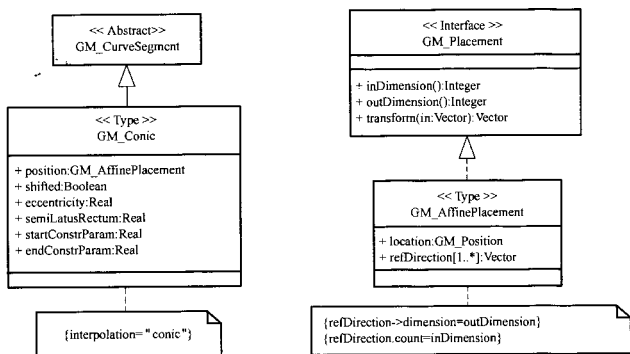 << Abstract>>
GM_CurveSegment
<< Type >>
GM_Conic
+ position:GM_AffinePlacement
+ shifted:Boolean
+ eccentricity:Real
+ semiLatusRectum:Real
+ startConstrParam:Real
+ endConstrParam:Real
{interpolation= " conic"}
<< Interface >>
GM_Placement
+ inDimension():Integer
+ outDimension():Integer
+ transform(in:Vector): Vector
<< Type >>
GM_AffinePlacement
+ location:GM_Position
+ refDirection[1..*]:Vector
{refDirection->dimension=outDimension}
{refDirection.count=inDimension}